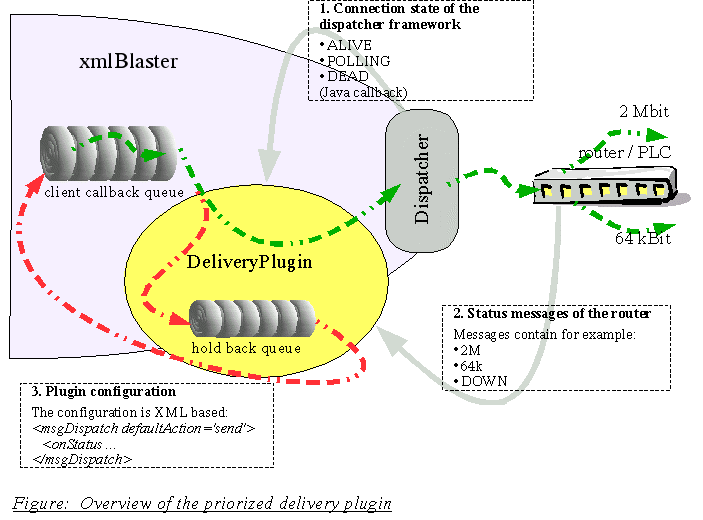 1. Connection state of the
dispatcher framework
• ALIVE
• POLLING
• DEAD
(Java callback)
xmlBlaster
2 Mbit
router / PLC
client callback queue
Dispatcher
64 kBit
DeliveryPlugin
hold back queue
2. Status messages of the router
Messages contain for example:
• 2M
• 64k
• DOWN
3. Plugin configuration
The configuration is XML based:
<msgDispatch defaultAction='send'>
<onStatus ...
</msgDispatch>
Figure: Overview of the priorized delivery plugin